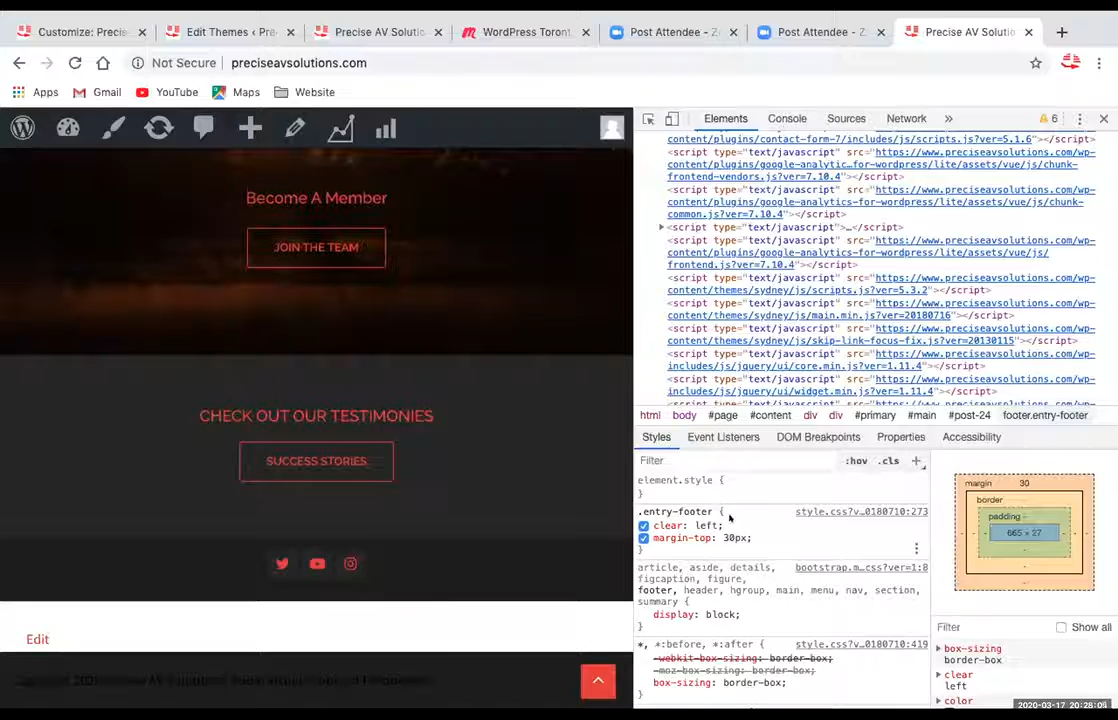 Customize: Precis
Edit Themes ‹ Pre
Precise AV Solutio
WordPress Toront
Post Attendee - Z
Post Attendee - Z
Precise AV Solutio
Not Secure
preciseavsolutions.com
Apps
Gmail
YouTube
Maps
Website
Become A Member
JOIN THE TEAM
CHECK OUT OUR TESTIMONIES
SUCCESS STORIES
Edit
Elements
Console
Sources
Network
»
6
content/plugins/contact-form-7/includes/js/scripts.js?ver=5.1.6"></script>
<script type="text/javascript" src="https://www.preciseavsolutions.com/wp-
content/plugins/google-analytic…for-wordpress/lite/assets/vue/js/chunk-
frontend-vendors.js?ver=7.10.4"></script>
<script type="text/javascript" src="https://www.preciseavsolutions.com/wp-
content/plugins/google-analytics-for-wordpress/lite/assets/vue/js/chunk-
common.js?ver=7.10.4"></script>
<script type="text/javascript">…</script>
<script type="text/javascript" src="https://www.preciseavsolutions.com/wp-
content/plugins/google-analytics-for-wordpress/lite/assets/vue/js/
frontend.js?ver=7.10.4"></script>
<script type="text/javascript" src="https://www.preciseavsolutions.com/wp-
content/themes/sydney/js/scripts.js?ver=5.3.2"></script>
<script type="text/javascript" src="https://www.preciseavsolutions.com/wp-
content/themes/sydney/js/main.min.js?ver=20180716"></script>
<script type="text/javascript" src="https://www.preciseavsolutions.com/wp-
content/themes/sydney/js/skip-link-focus-fix.js?ver=20130115"></script>
<script type="text/javascript" src="https://www.preciseavsolutions.com/wp-
includes/js/jquery/ui/core.min.js?ver=1.11.4"></script>
<script type="text/javascript" src="https://www.preciseavsolutions.com/wp-
includes/js/jquery/ui/widget.min.js?ver=1.11.4"></script>
html body #page #content div div #primary #main #post-24 footer.entry-footer
Styles
Event Listeners
DOM Breakpoints
Properties
Accessibility
Filter
:hov
.cls
+
element.style {
}
.entry-footer {
style.css?v…0180710:273
clear: left;
margin-top: 30px;
}
article, aside, details,
bootstrap.m…css?ver=1:8
figcaption, figure,
footer, header, hgroup, main, menu, nav, section,
summary {
display: block;
}
*, *:before, *:after {
style.css?v…0180710:419
-webkit-box-sizing: border-box;
-moz-box-sizing: border-box;
box-sizing: border-box;
}
margin
30
border
-
padding
-
665 × 27
Filter
Show all
box-sizing
border-box
clear
left
color
2020-03-17 20:28:05